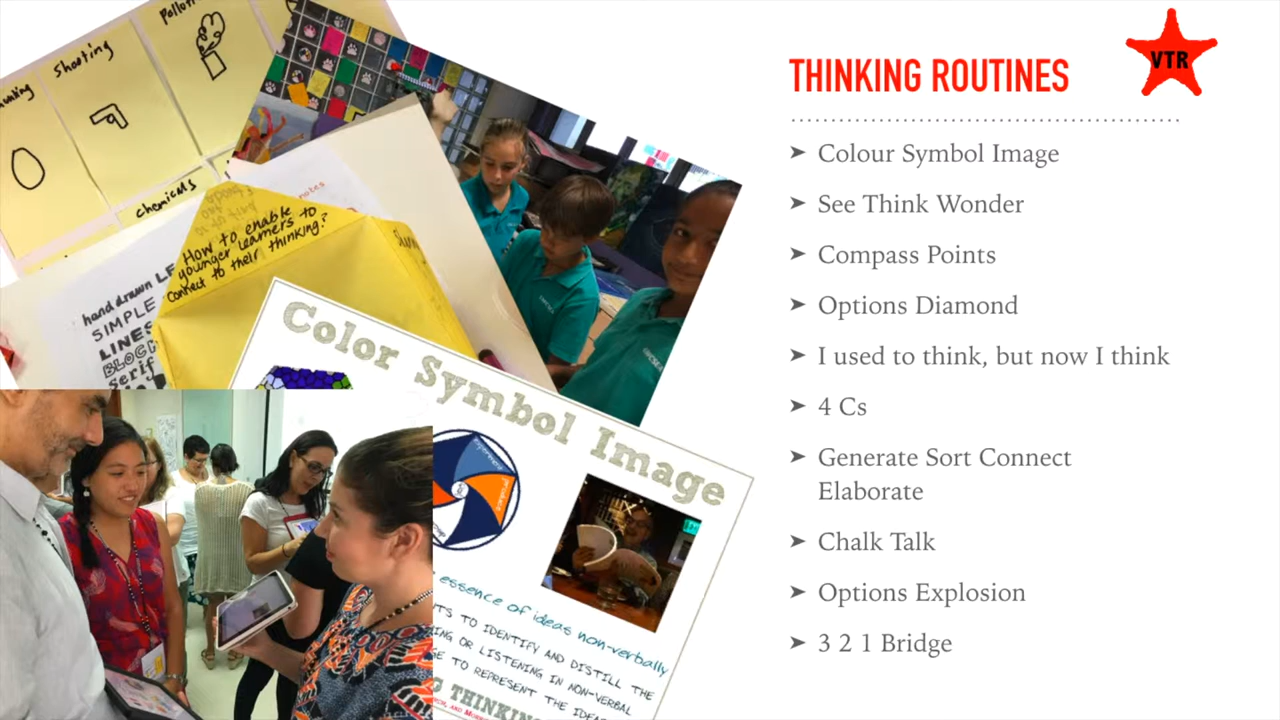 Pollution
Shooting
chemicals
notes
How to enable
younger learners to
connect to their thinking?
hand drawn
SIMPLE
LINES
BLOCK
serif
Color Symbol Image
essence of ideas non-verbally
TO IDENTIFY AND DISTILL THE
OR LISTENING IN NON-VERBAL
TO REPRESENT THE IDEAS
THINKING
VTR
THINKING ROUTINES
➤ Colour Symbol Image
➤ See Think Wonder
➤ Compass Points
➤ Options Diamond
➤ I used to think, but now I think
➤ 4 Cs
➤ Generate Sort Connect
Elaborate
➤ Chalk Talk
➤ Options Explosion
➤ 3 2 1 Bridge